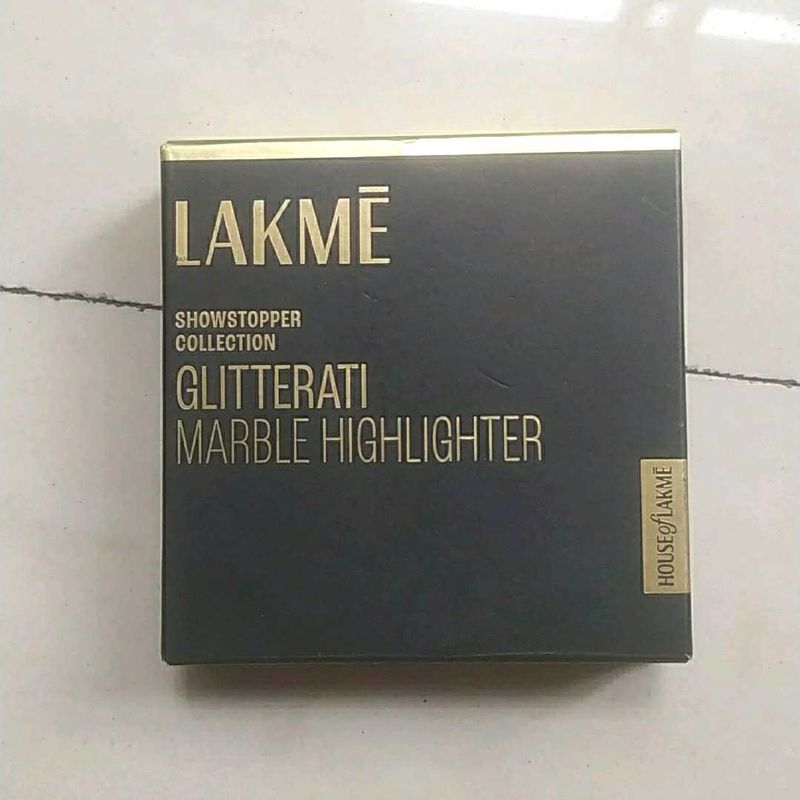 LAKMĒ
SHOWSTOPPER
COLLECTION
GLITTERATI
MARBLE HIGHLIGHTER
HOUSE of LAKMĒ